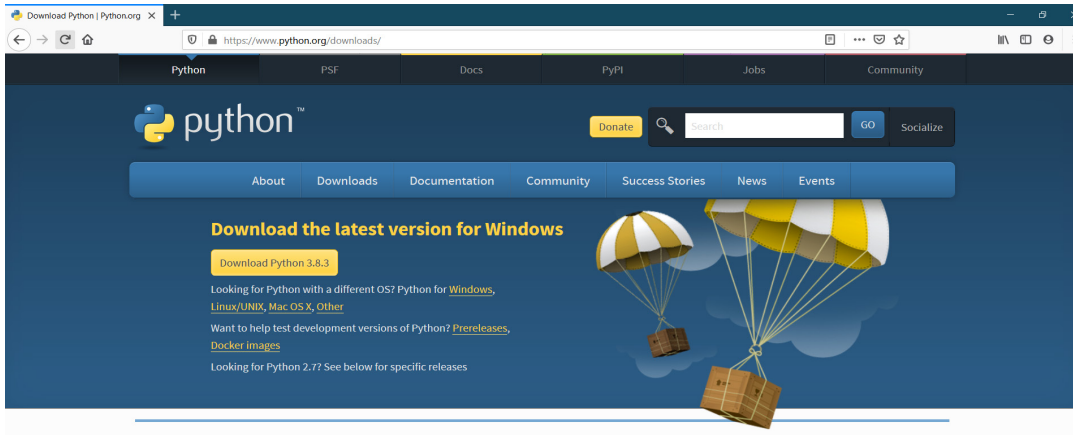 Download Python | Python.org
https://www.python.org/downloads/
Python PSF Docs PyPI Jobs Community
python™
Donate Search GO Socialize
About Downloads Documentation Community Success Stories News Events
Download the latest version for Windows
Download Python 3.8.3
Looking for Python with a different OS? Python for Windows,
Linux/UNIX, Mac OS X, Other
Want to help test development versions of Python? Prereleases,
Docker images
Looking for Python 2.7? See below for specific releases